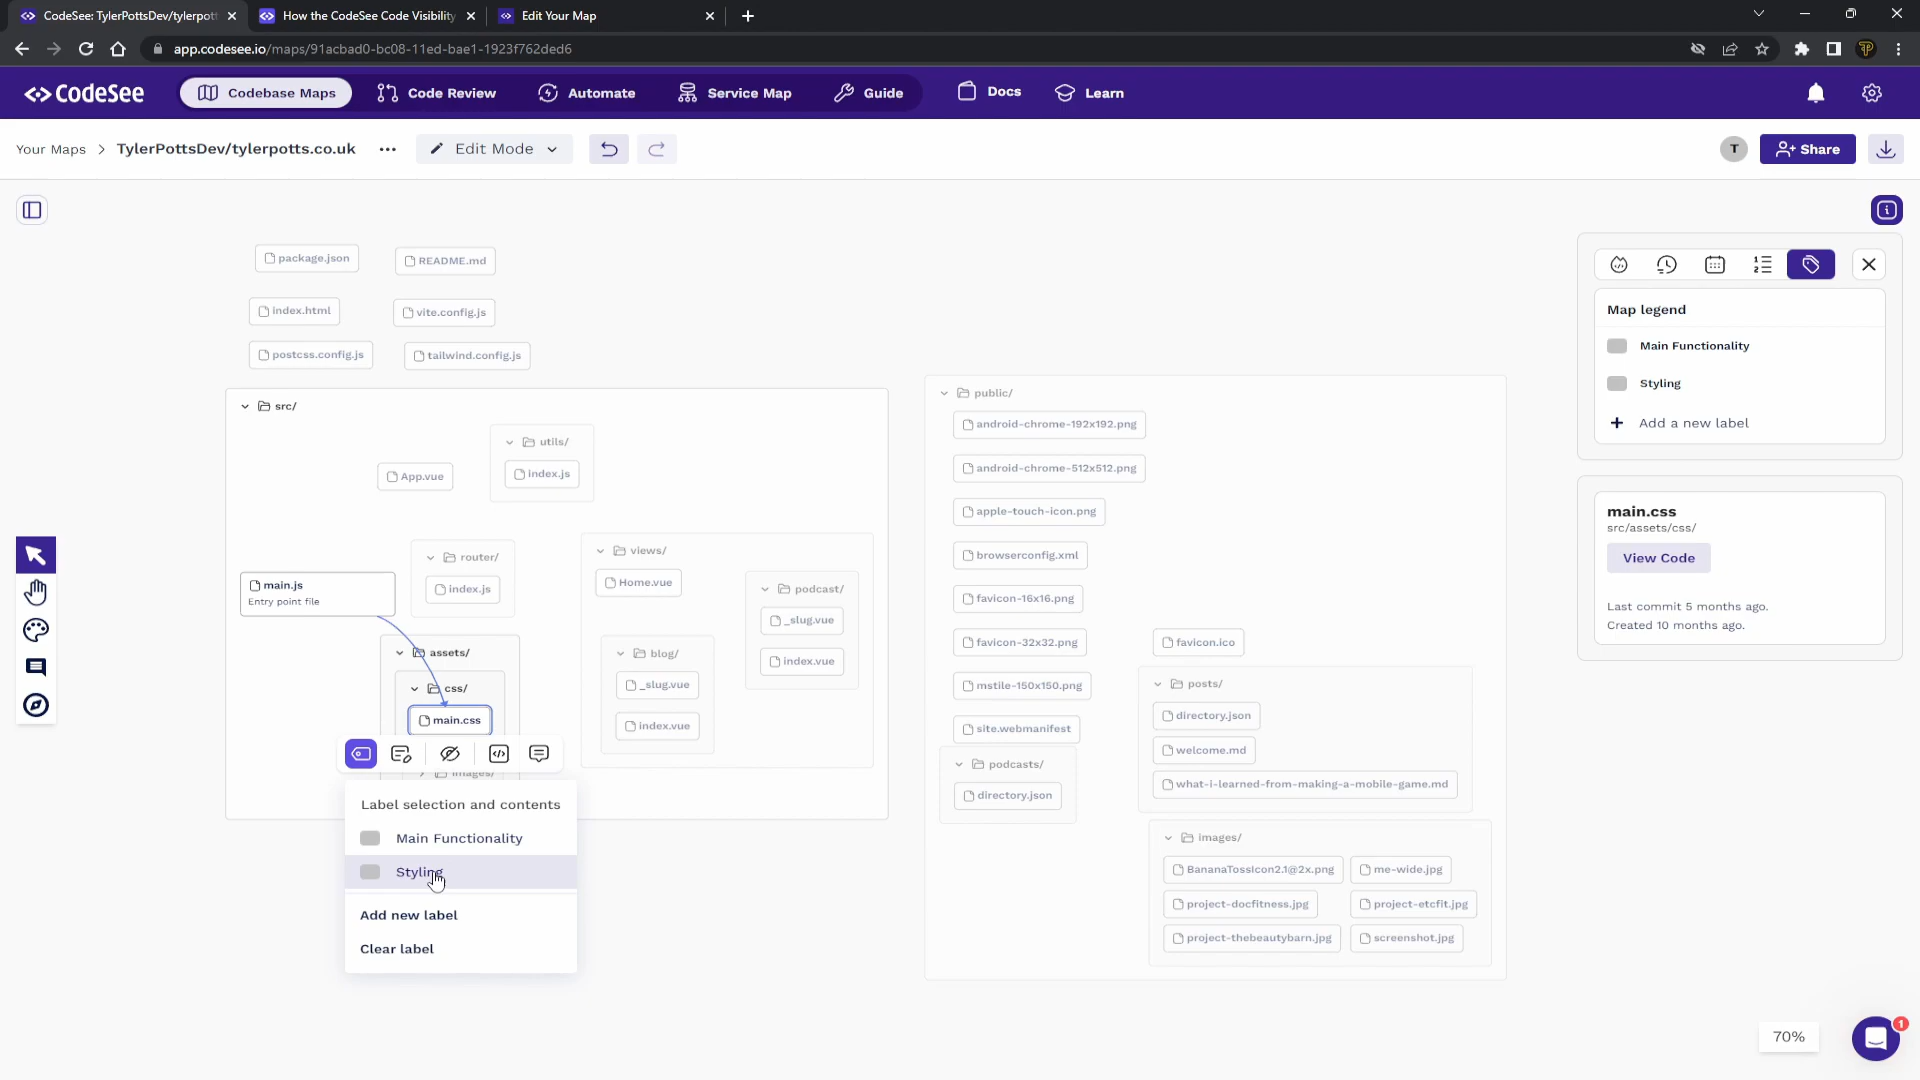 CodeSee: TylerPottsDev/tylerpott
How the CodeSee Code Visibility
Edit Your Map
app.codesee.io/maps/91acbad0-bc08-11ed-bae1-1923f762ded6
CodeSee
Codebase Maps
Code Review
Automate
Service Map
Guide
Docs
Learn
Your Maps > TylerPottsDev/tylerpotts.co.uk
Edit Mode
T
Share
package.json
README.md
index.html
vite.config.js
postcss.config.js
tailwind.config.js
src/
utils/
App.vue
index.js
router/
index.js
main.js
Entry point file
views/
Home.vue
podcast/
_slug.vue
index.vue
blog/
_slug.vue
index.vue
assets/
css/
main.css
images/
Label selection and contents
Main Functionality
Styling
Add new label
Clear label
public/
android-chrome-192x192.png
android-chrome-512x512.png
apple-touch-icon.png
browserconfig.xml
favicon-16x16.png
favicon-32x32.png
favicon.ico
mstile-150x150.png
site.webmanifest
podcasts/
directory.json
posts/
directory.json
welcome.md
what-i-learned-from-making-a-mobile-game.md
images/
BananaTossIcon2.1@2x.png
me-wide.jpg
project-docfitness.jpg
project-etcfit.jpg
project-thebeautybarn.jpg
screenshot.jpg
Map legend
Main Functionality
Styling
+ Add a new label
main.css
src/assets/css/
View Code
Last commit 5 months ago.
Created 10 months ago.
70%
1